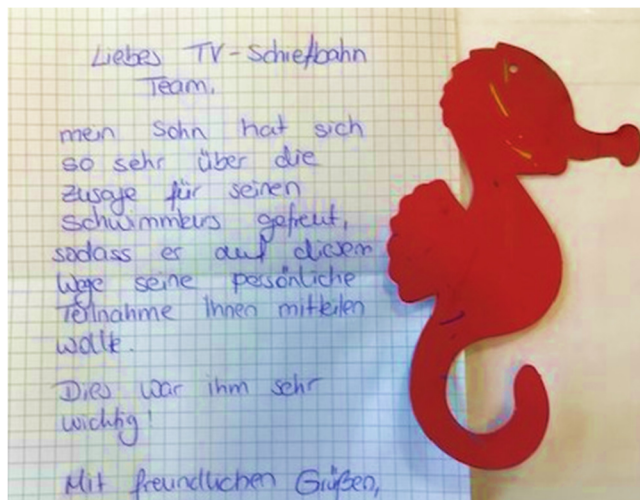 Liebes TV-Schiefbahn
Team,
mein Sohn hat sich
so sehr über die
Zusage für seinen
Schwimmkurs gefreut,
sodass er auf diesem
Wege seine persönliche
Teilnahme Ihnen mitteilen
wollte.
Dies war ihm sehr
wichtig!
Mit freundlichen Grüßen,